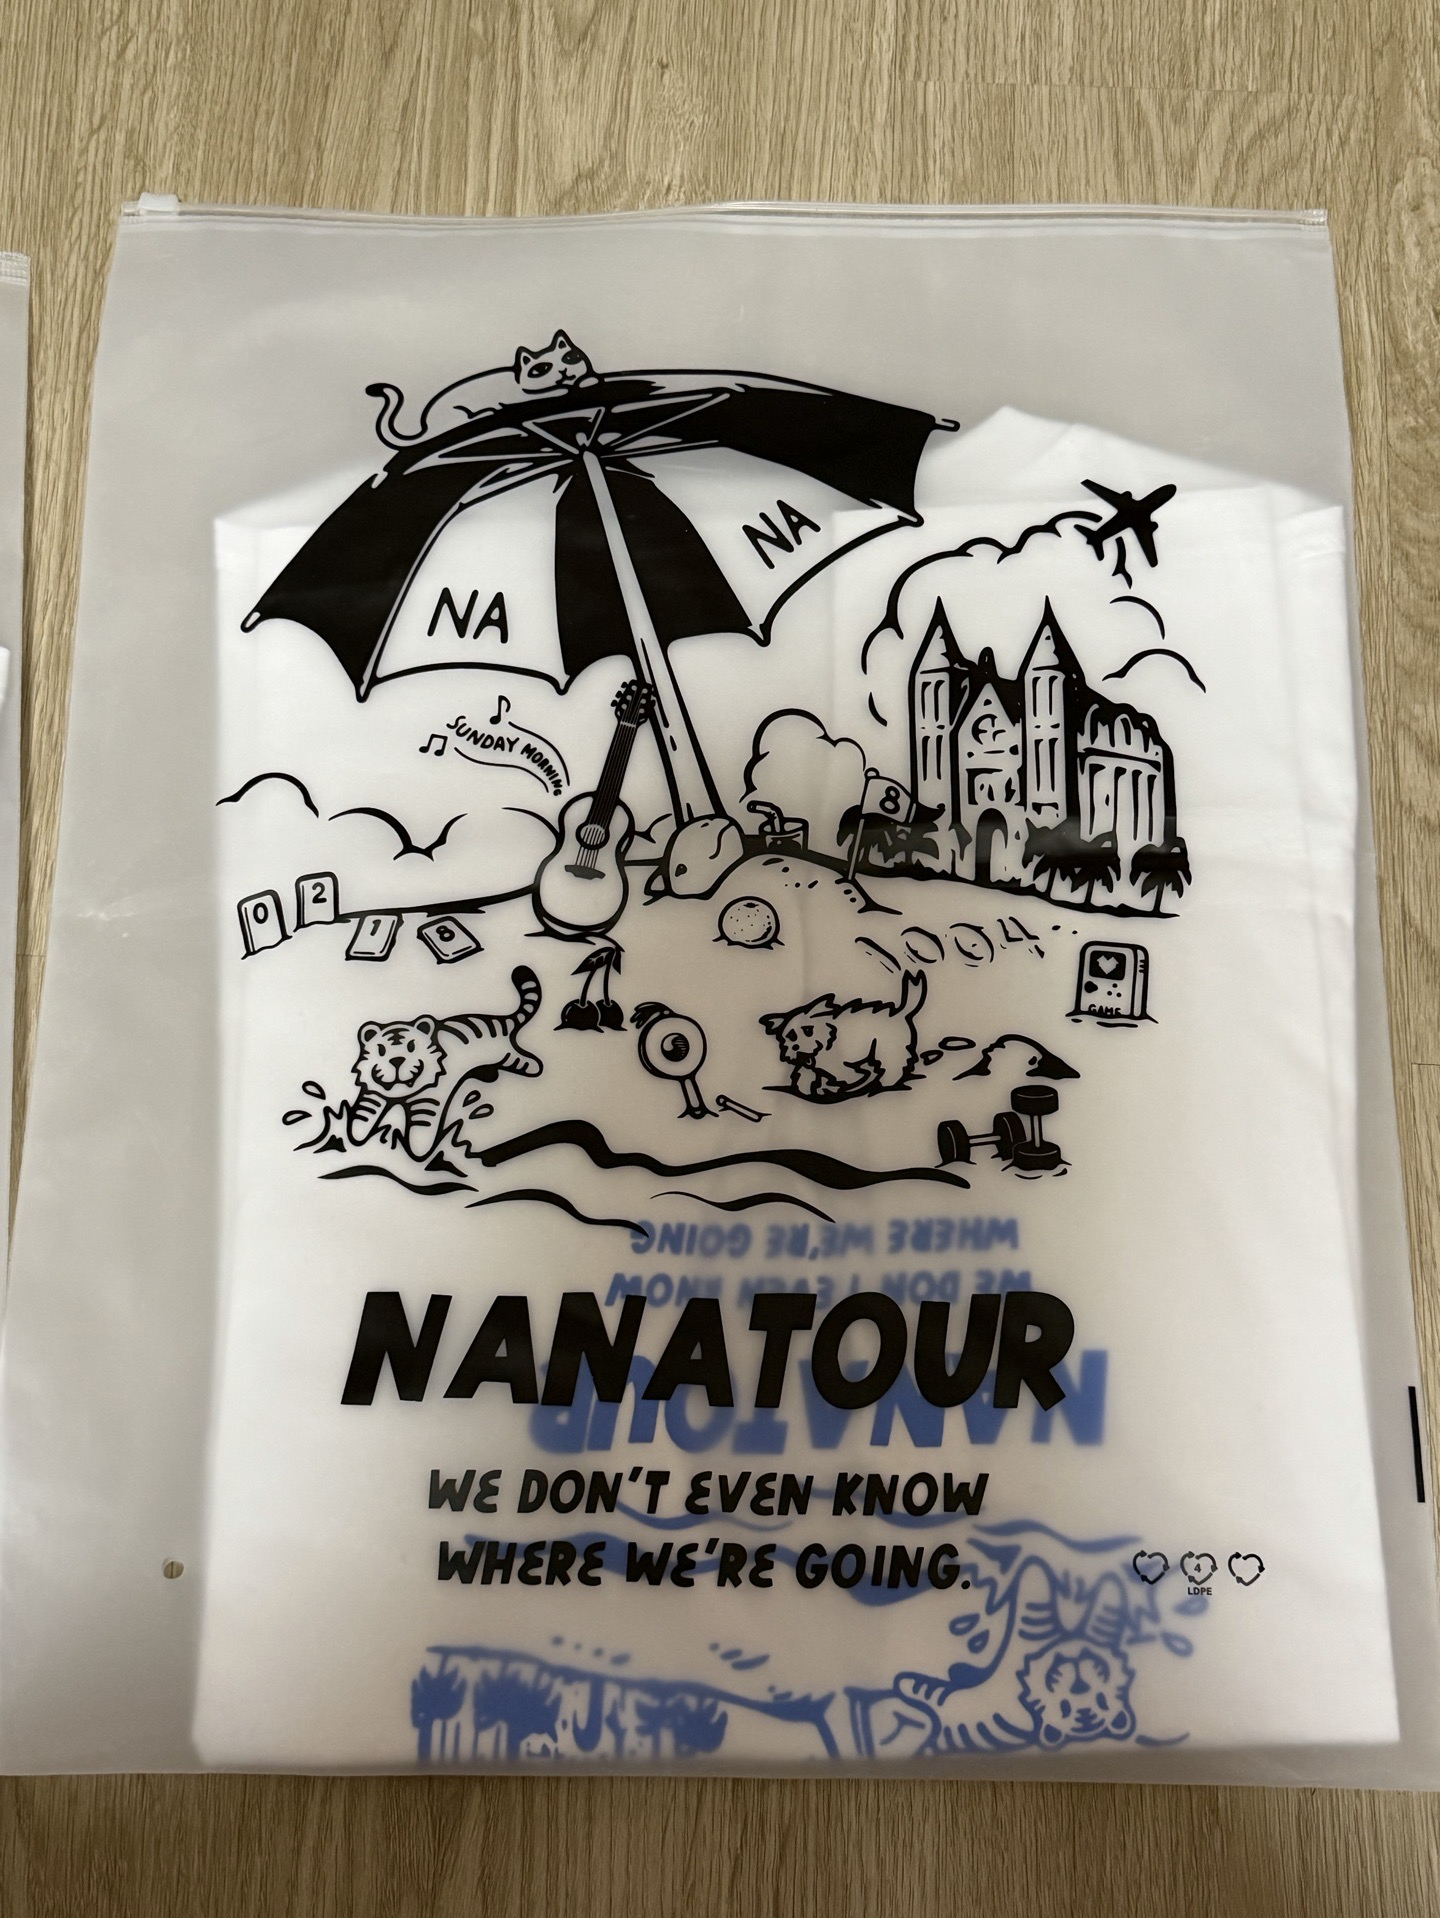 NA
NA
SUNDAY MORNING
8
0 2 1 8
1004
GAME
WHERE WE'RE GOING
WE DON'T EVEN KNOW
NANATOUR
NANATOUR
WE DON'T EVEN KNOW
WHERE WE'RE GOING.
4
LDPE